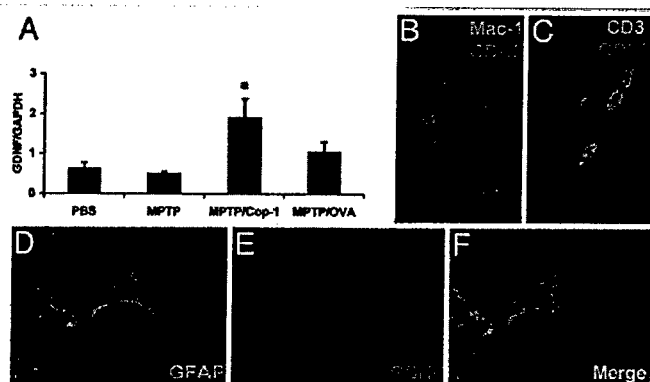 A
GDNF/GAPDH
3
2
1
0
*
PBS MPTP MPTP/Cop-1 MPTP/OVA
B
Mac-1
C
CD3
D
GFAP
E
F
Merge